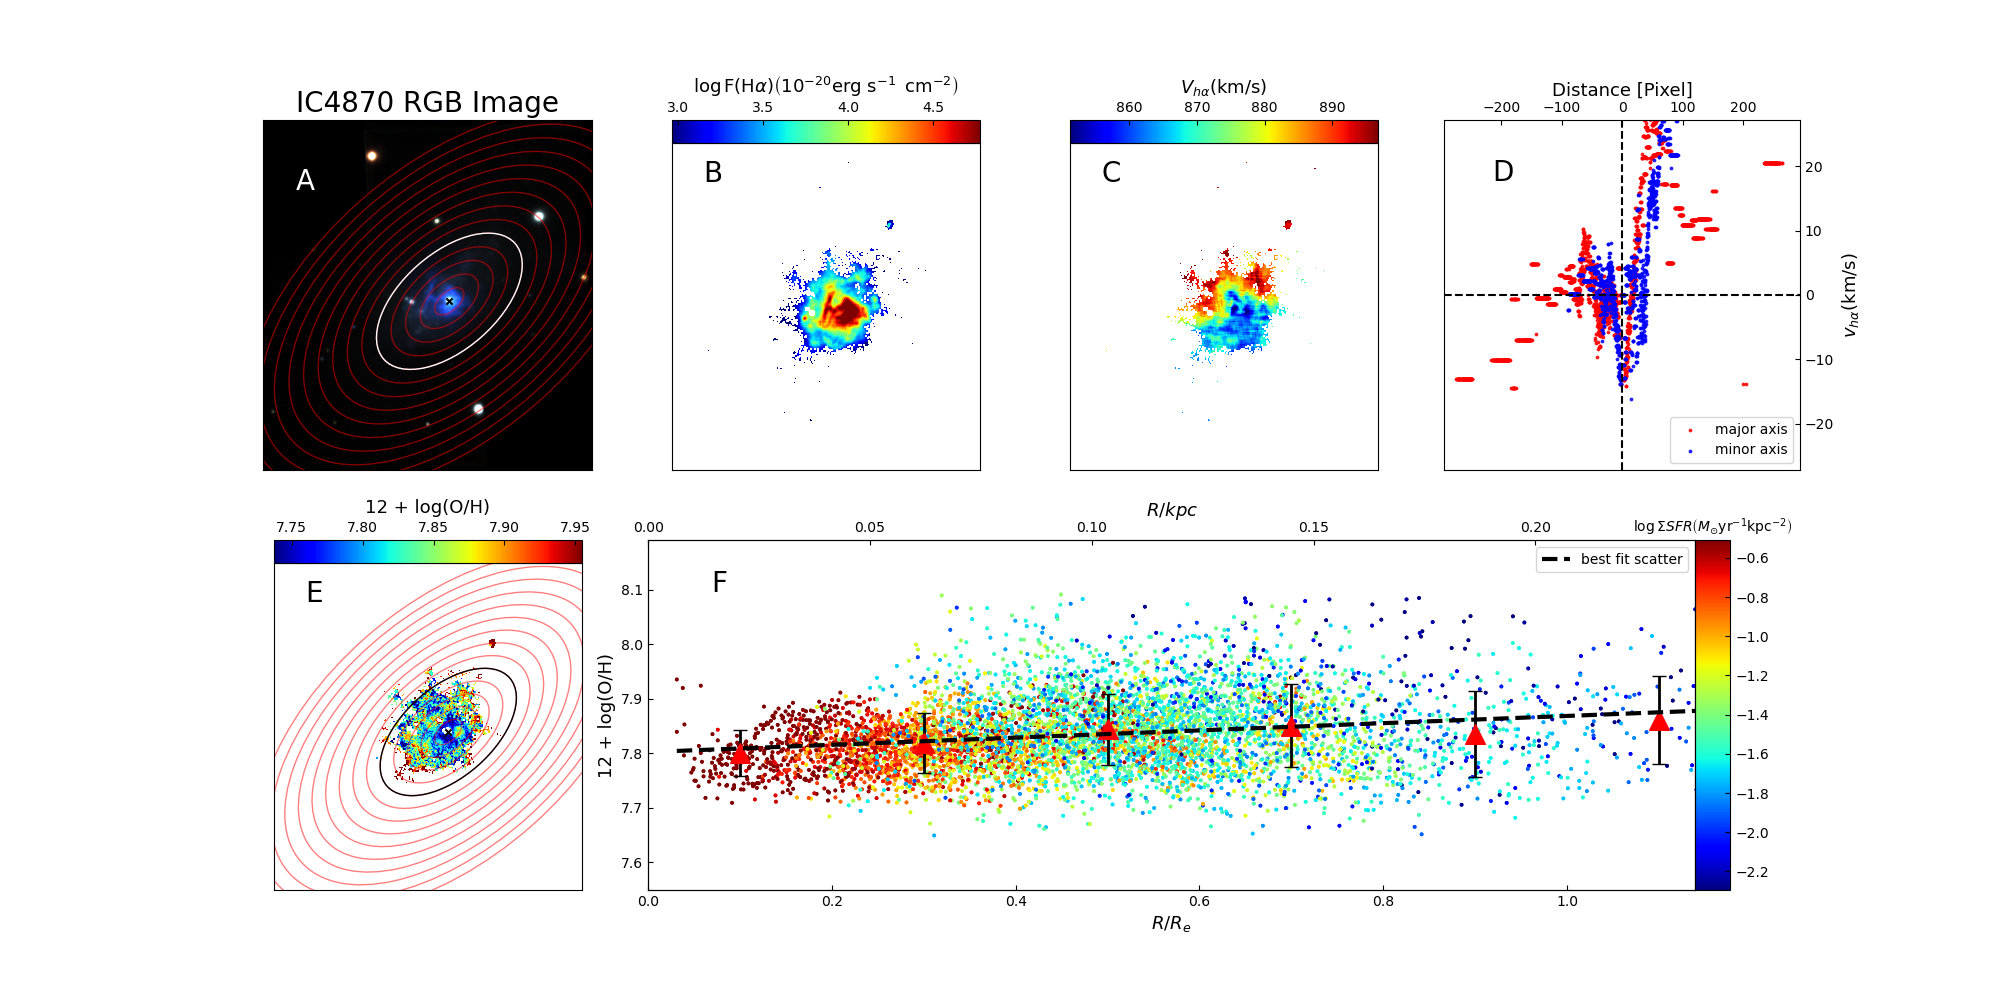 IC4870 RGB Image
A
log F(Hα)(10⁻²⁰erg s⁻¹ cm⁻²)
3.0 3.5 4.0 4.5
B
V_{hα}(km/s)
860 870 880 890
C
Distance [Pixel]
−200 −100 0 100 200
D
20
10
0
−10
−20
v_{hα}(km/s)
major axis
minor axis
12 + log(O/H)
7.75 7.80 7.85 7.90 7.95
E
R/kpc
0.00 0.05 0.10 0.15 0.20
log ΣSFR(M_⊙yr⁻¹kpc⁻²)
F
best fit scatter
12 + log(O/H)
8.1
8.0
7.9
7.8
7.7
7.6
0.0 0.2 0.4 0.6 0.8 1.0
R/R_e
−0.6
−0.8
−1.0
−1.2
−1.4
−1.6
−1.8
−2.0
−2.2